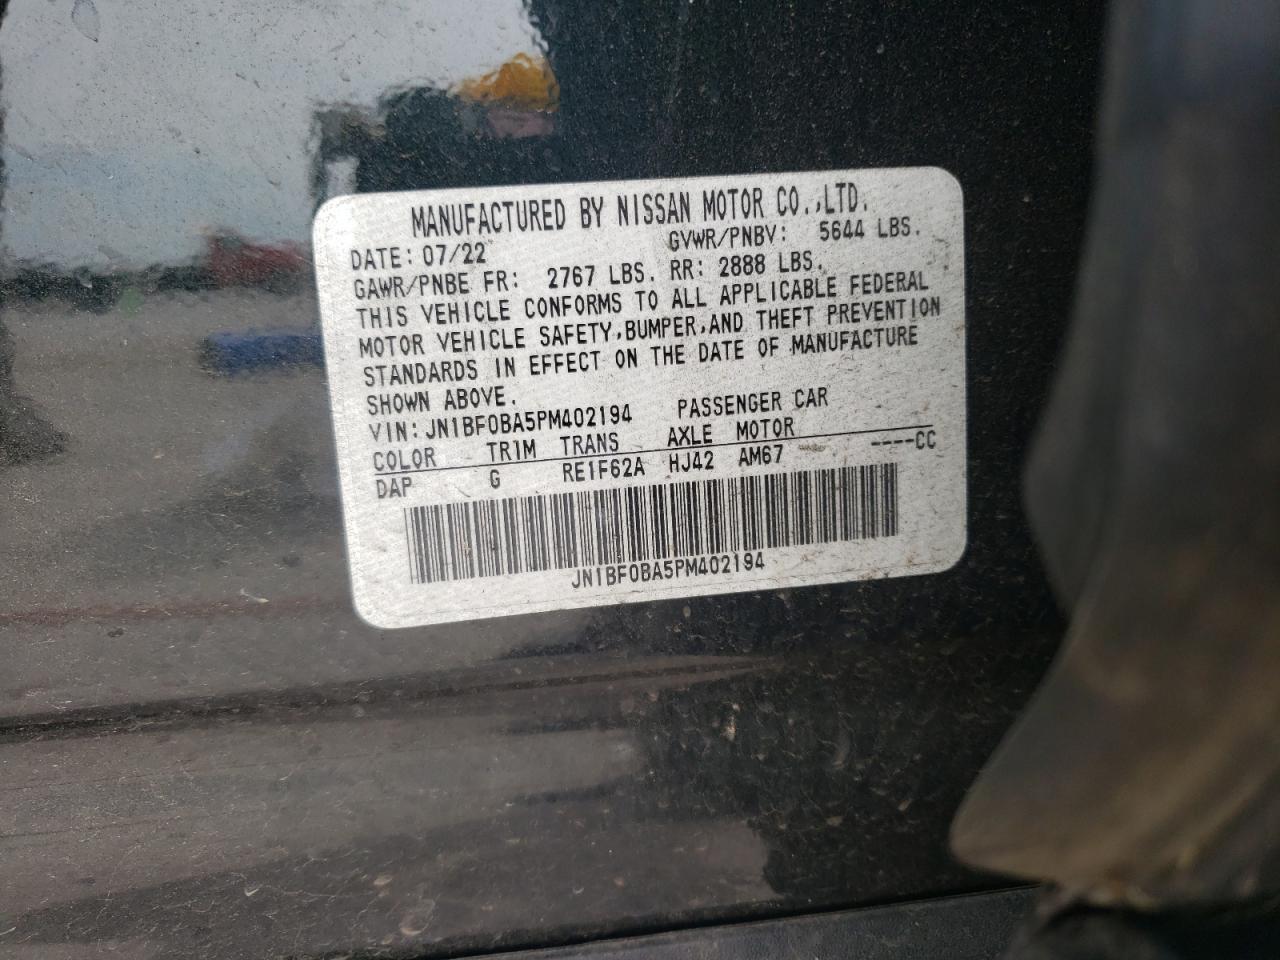 MANUFACTURED BY NISSAN MOTOR CO.,LTD.
DATE: 07/22 GVWR/PNBV: 5644 LBS.
GAWR/PNBE FR: 2767 LBS. RR: 2888 LBS.
THIS VEHICLE CONFORMS TO ALL APPLICABLE FEDERAL
MOTOR VEHICLE SAFETY,BUMPER,AND THEFT PREVENTION
STANDARDS IN EFFECT ON THE DATE OF MANUFACTURE
SHOWN ABOVE.
VIN: JN1BF0BA5PM402194 PASSENGER CAR
COLOR TRIM TRANS AXLE MOTOR
DAP G RE1F62A HJ42 AM67 ----CC
JN1BF0BA5PM402194